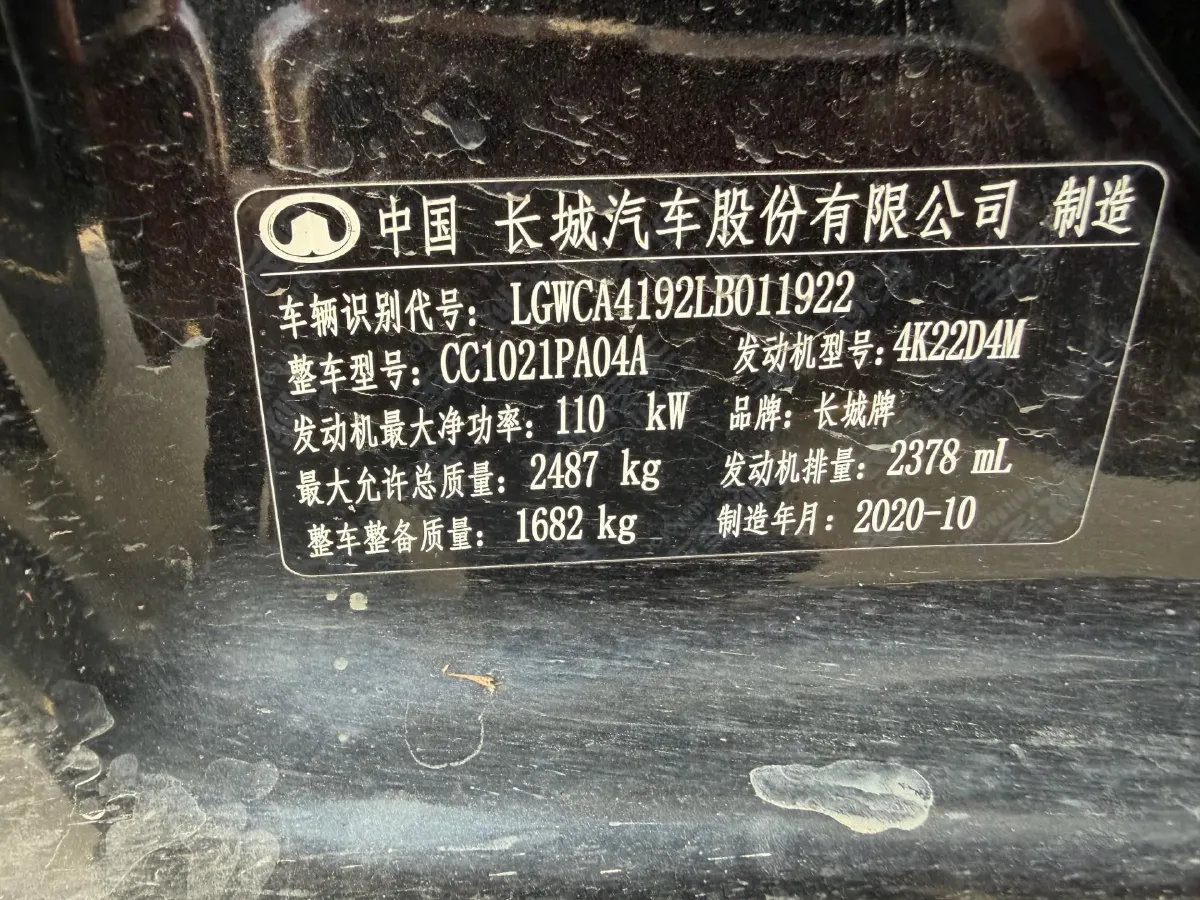 中国 长城汽车股份有限公司 制造
车辆识别代号： LGWCA4192LB011922
整车型号： CC1021PA04A 发动机型号： 4K22D4M
发动机最大净功率： 110 kW 品牌： 长城牌
最大允许总质量： 2487 kg 发动机排量： 2378 mL
整车整备质量： 1682 kg 制造年月： 2020-10